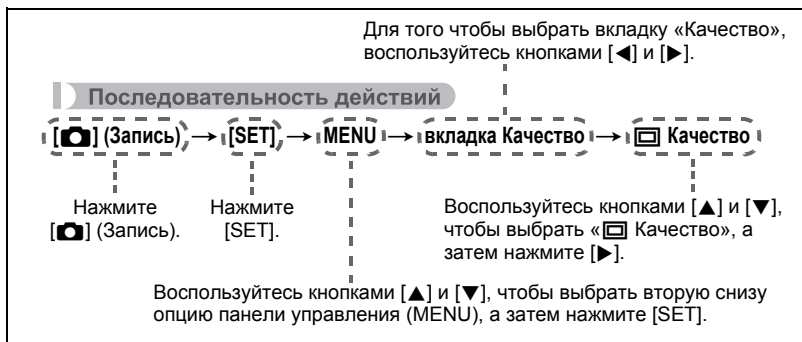 Для того чтобы выбрать вкладку «Качество»,
воспользуйтесь кнопками [◀] и [▶].
Последовательность действий
[📷] (Запись) → [SET] → MENU → вкладка Качество → Качество
Нажмите
[📷] (Запись).
Нажмите
[SET].
Воспользуйтесь кнопками [▲] и [▼],
чтобы выбрать « Качество», а
затем нажмите [▶].
Воспользуйтесь кнопками [▲] и [▼], чтобы выбрать вторую снизу
опцию панели управления (MENU), а затем нажмите [SET].